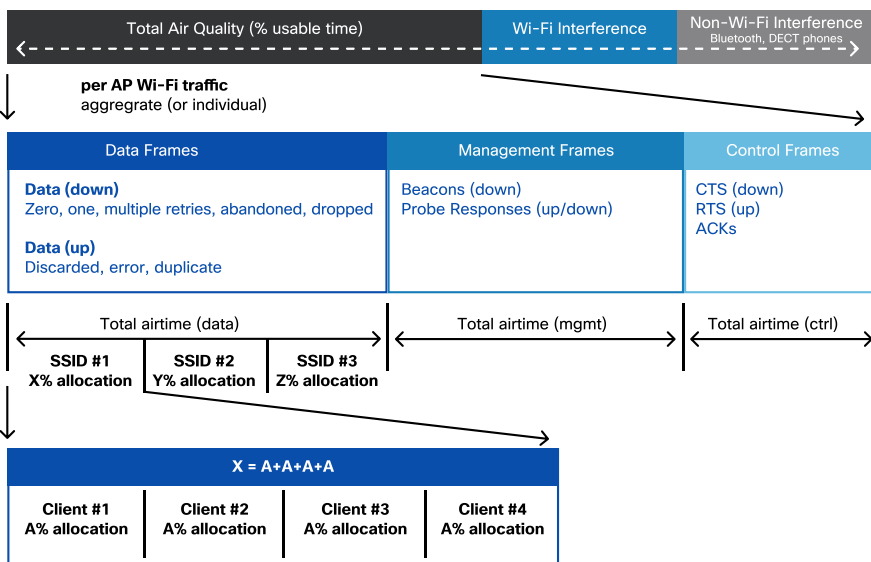 Total Air Quality (% usable time)
Wi-Fi Interference
Non-Wi-Fi Interference
Bluetooth, DECT phones
per AP Wi-Fi traffic
aggregrate (or individual)
Data Frames
Management Frames
Control Frames
Data (down)
Zero, one, multiple retries, abandoned, dropped
Data (up)
Discarded, error, duplicate
Beacons (down)
Probe Responses (up/down)
CTS (down)
RTS (up)
ACKs
Total airtime (data)
Total airtime (mgmt)
Total airtime (ctrl)
SSID #1
X% allocation
SSID #2
Y% allocation
SSID #3
Z% allocation
X = A+A+A+A
Client #1
A% allocation
Client #2
A% allocation
Client #3
A% allocation
Client #4
A% allocation